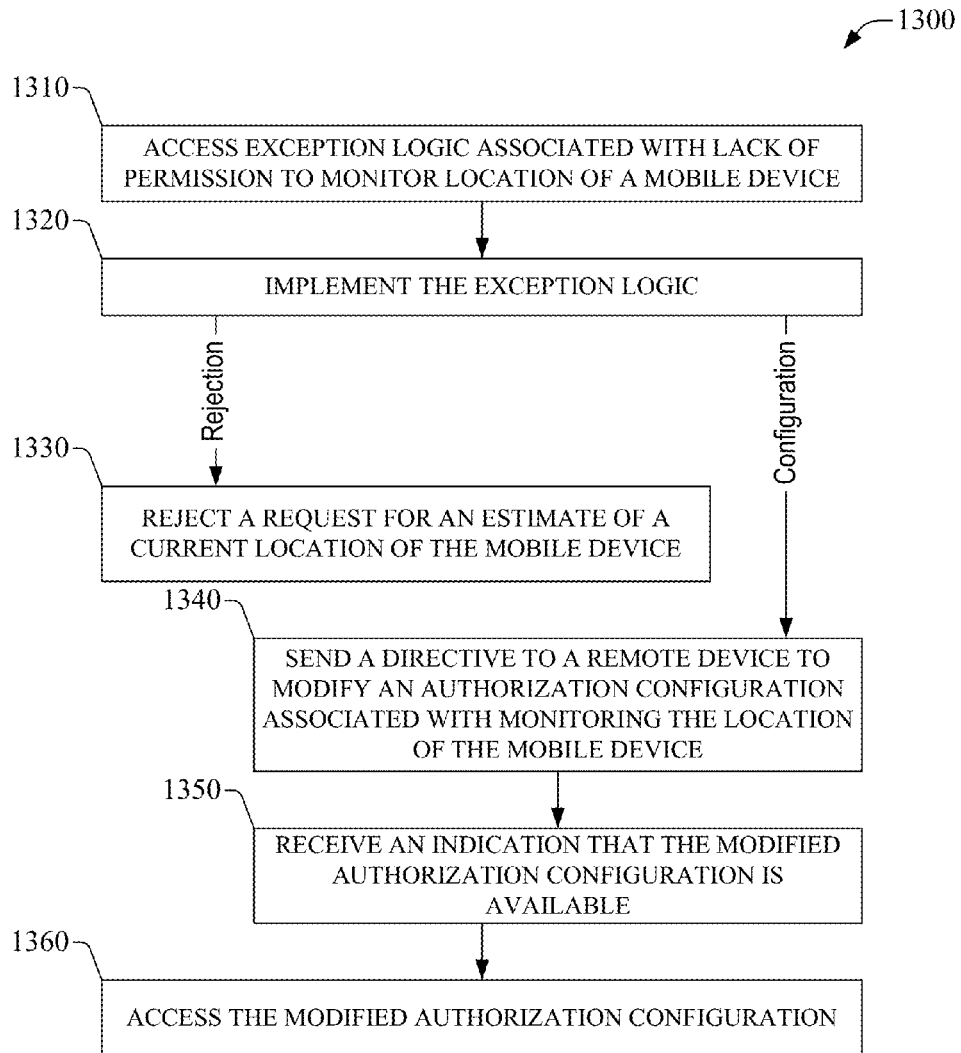 1300
1310
ACCESS EXCEPTION LOGIC ASSOCIATED WITH LACK OF
PERMISSION TO MONITOR LOCATION OF A MOBILE DEVICE
1320
IMPLEMENT THE EXCEPTION LOGIC
Rejection
Configuration
1330
REJECT A REQUEST FOR AN ESTIMATE OF A
CURRENT LOCATION OF THE MOBILE DEVICE
1340
SEND A DIRECTIVE TO A REMOTE DEVICE TO
MODIFY AN AUTHORIZATION CONFIGURATION
ASSOCIATED WITH MONITORING THE LOCATION
OF THE MOBILE DEVICE
1350
RECEIVE AN INDICATION THAT THE MODIFIED
AUTHORIZATION CONFIGURATION IS
AVAILABLE
1360
ACCESS THE MODIFIED AUTHORIZATION CONFIGURATION